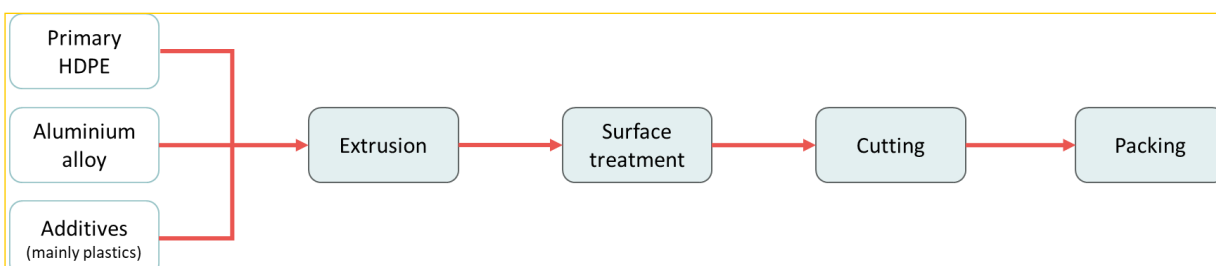 Primary
HDPE
Aluminium
alloy
Additives
(mainly plastics)
Extrusion
Surface
treatment
Cutting
Packing